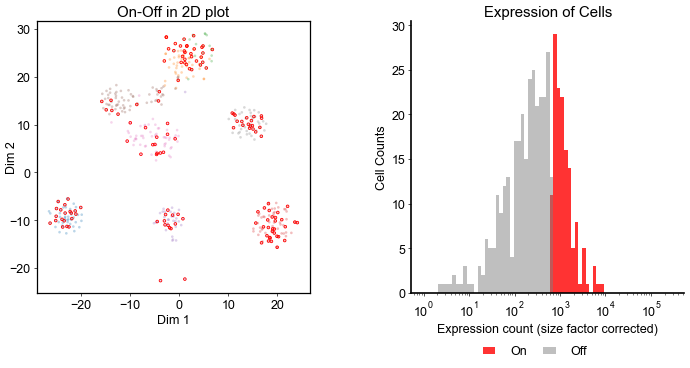 On-Off in 2D plot
30
20
10
0
−10
−20
Dim 2
−20 −10 0 10 20
Dim 1
Expression of Cells
30
25
20
15
10
5
0
Cell Counts
10^0 10^1 10^2 10^3 10^4 10^5
Expression count (size factor corrected)
On Off